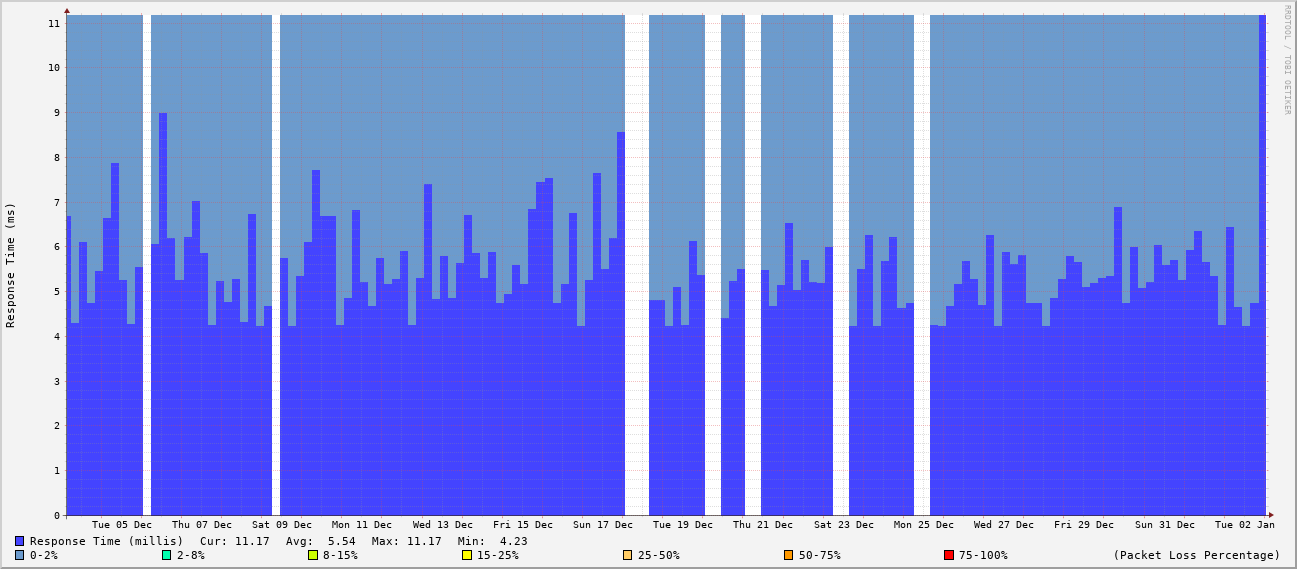 RRDTOOL / TOBI OETIKER
Response Time (ms)
11
10
9
8
7
6
5
4
3
2
1
0
Tue 05 Dec Thu 07 Dec Sat 09 Dec Mon 11 Dec Wed 13 Dec Fri 15 Dec Sun 17 Dec Tue 19 Dec Thu 21 Dec Sat 23 Dec Mon 25 Dec Wed 27 Dec Fri 29 Dec Sun 31 Dec Tue 02 Jan
Response Time (millis) Cur: 11.17 Avg: 5.54 Max: 11.17 Min: 4.23
0-2% 2-8% 8-15% 15-25% 25-50% 50-75% 75-100% (Packet Loss Percentage)